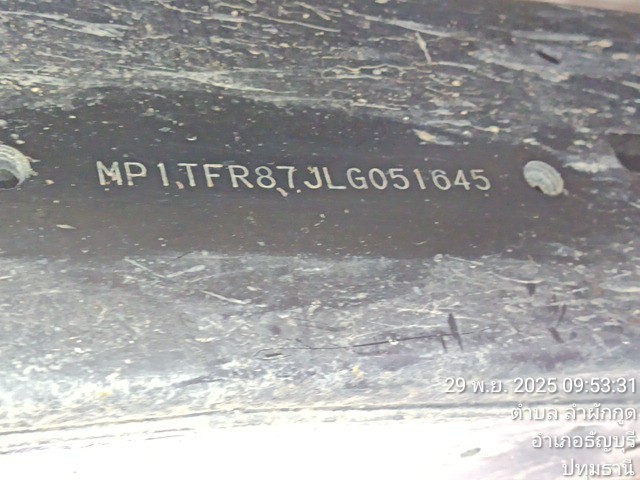 MP1TFR87JLG051645
29 พ.ย. 2025 09:53:31
ตำบล ลำผักกูด
อำเภอธัญบุรี
ปทุมธานี